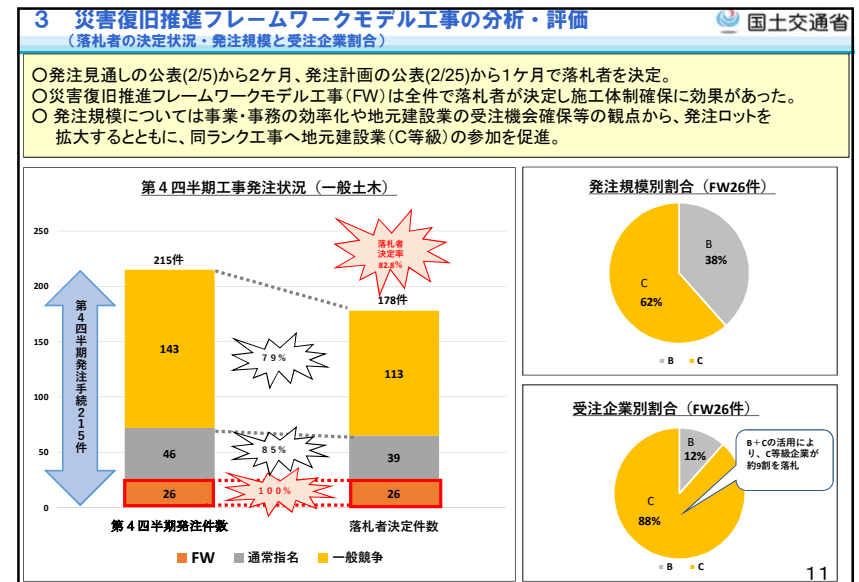 3 災害復旧推進フレームワークモデル工事の分析・評価
(落札者の決定状況・発注規模と受注企業割合)
国土交通省
〇発注見通しの公表(2/5)から2ケ月、発注計画の公表(2/25)から1ケ月で落札者を決定。
〇災害復旧推進フレームワークモデル工事(FW)は全件で落札者が決定し施工体制確保に効果があった。
〇 発注規模については事業・事務の効率化や地元建設業の受注機会確保等の観点から、発注ロットを
拡大するとともに、同ランク工事へ地元建設業(C等級)の参加を促進。
第4四半期工事発注状況(一般土木)
250
200
150
100
50
0
第4四半期発注手続215件
215件
143
46
26
79%
85%
100%
落札者
決定率
82.8%
178件
113
39
26
第4四半期発注件数
落札者決定件数
FW 通常指名 一般競争
発注規模別割合(FW26件)
B
38%
C
62%
B C
受注企業別割合(FW26件)
B
12%
C
88%
B+Cの活用によ
り、C等級企業が
約9割を落札
B C
11